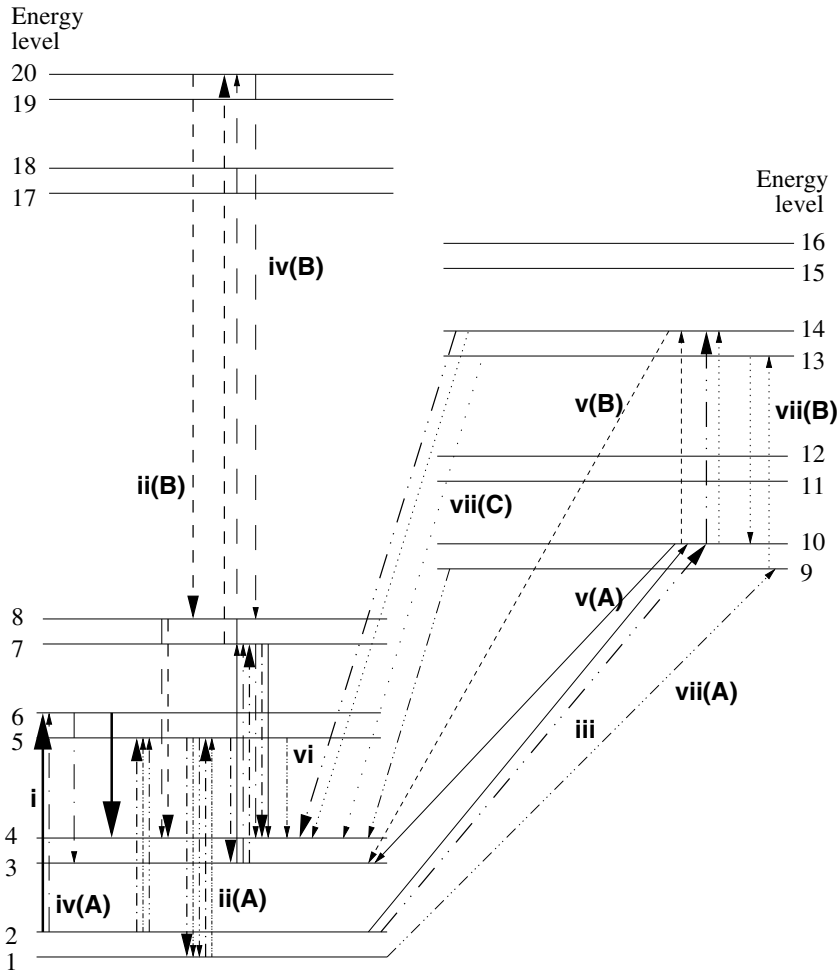 Energy
level
20
19
18
17
iv(B)
ii(B)
8
7
6
5
i
vi
4
3
iv(A)
ii(A)
2
1
Energy
level
16
15
14
13
v(B)
vii(B)
12
11
vii(C)
10
9
v(A)
vii(A)
iii